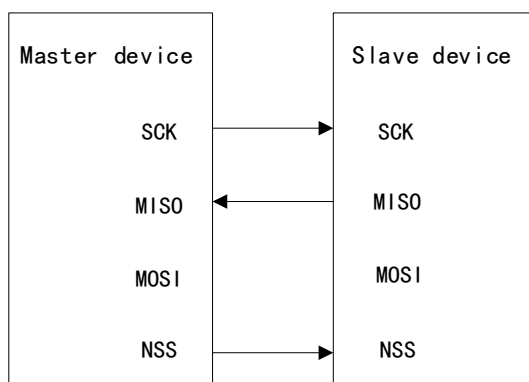 Master device
Slave device
SCK
SCK
MISO
MISO
MOSI
MOSI
NSS
NSS